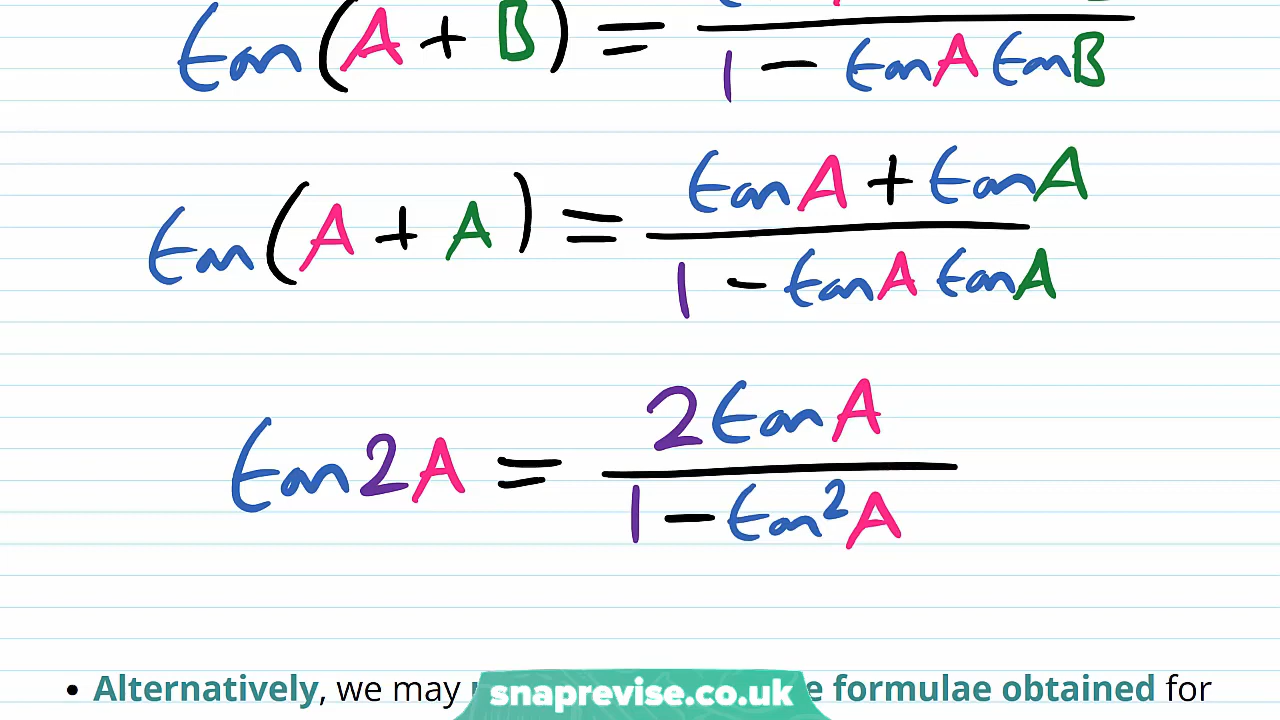 tan(A + B) =
1 - tanA tanB
tan(A + A) = tanA + tanA
1 - tanA tanA
tan2A = 2tanA
1 - tan²A
• Alternatively, we may
e formulae obtained for
snaprevise.co.uk